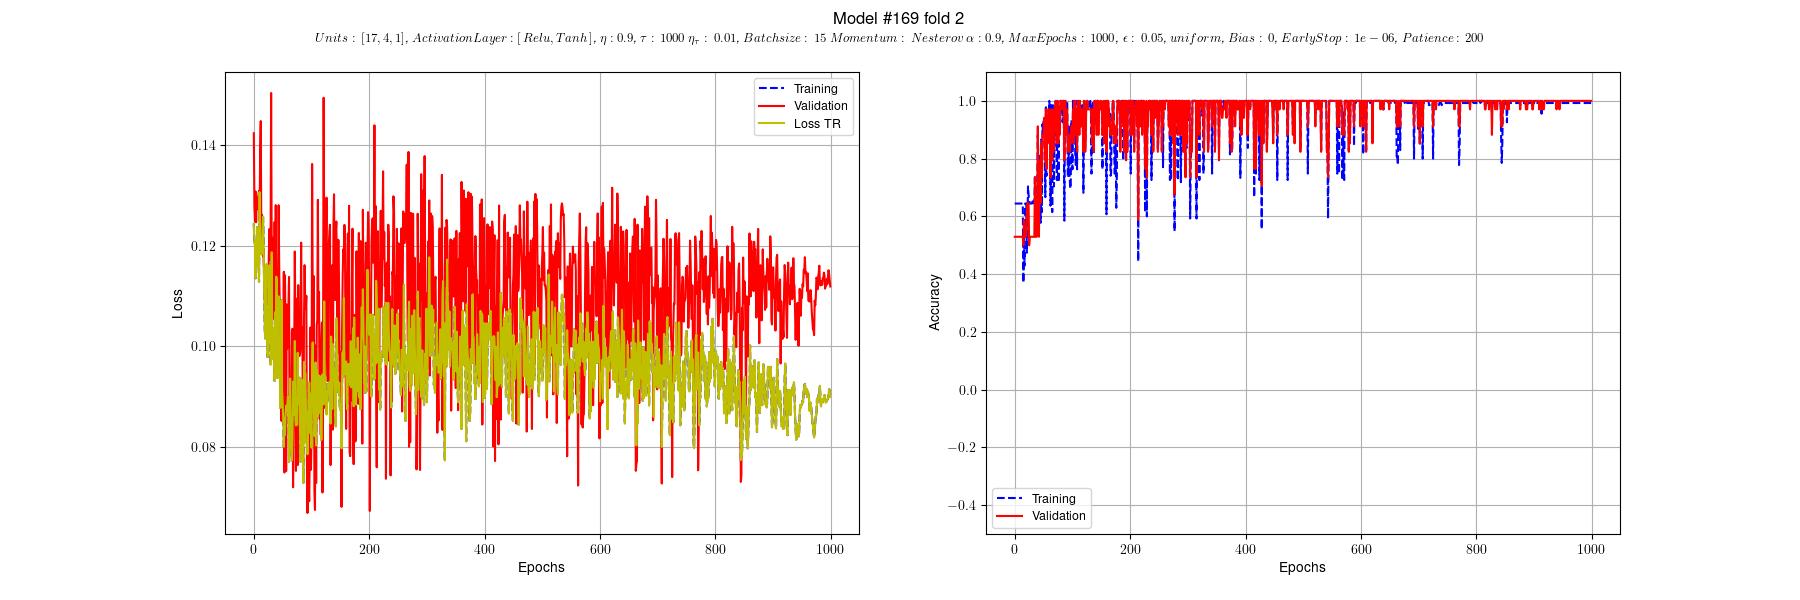 Model #169 fold 2
Units : [17, 4, 1], ActivationLayer : [ Relu, Tanh ], η : 0.9, τ : 1000 ητ : 0.01, Batchsize : 15 Momentum : Nesterov α : 0.9, MaxEpochs : 1000, ϵ : 0.05, uniform, Bias : 0, EarlyStop : 1e − 06, Patience : 200
Training
Validation
Loss TR
0.14
0.12
0.10
0.08
Loss
0 200 400 600 800 1000
Epochs
1.0
0.8
0.6
0.4
0.2
0.0
−0.2
−0.4
Accuracy
Training
Validation
0 200 400 600 800 1000
Epochs